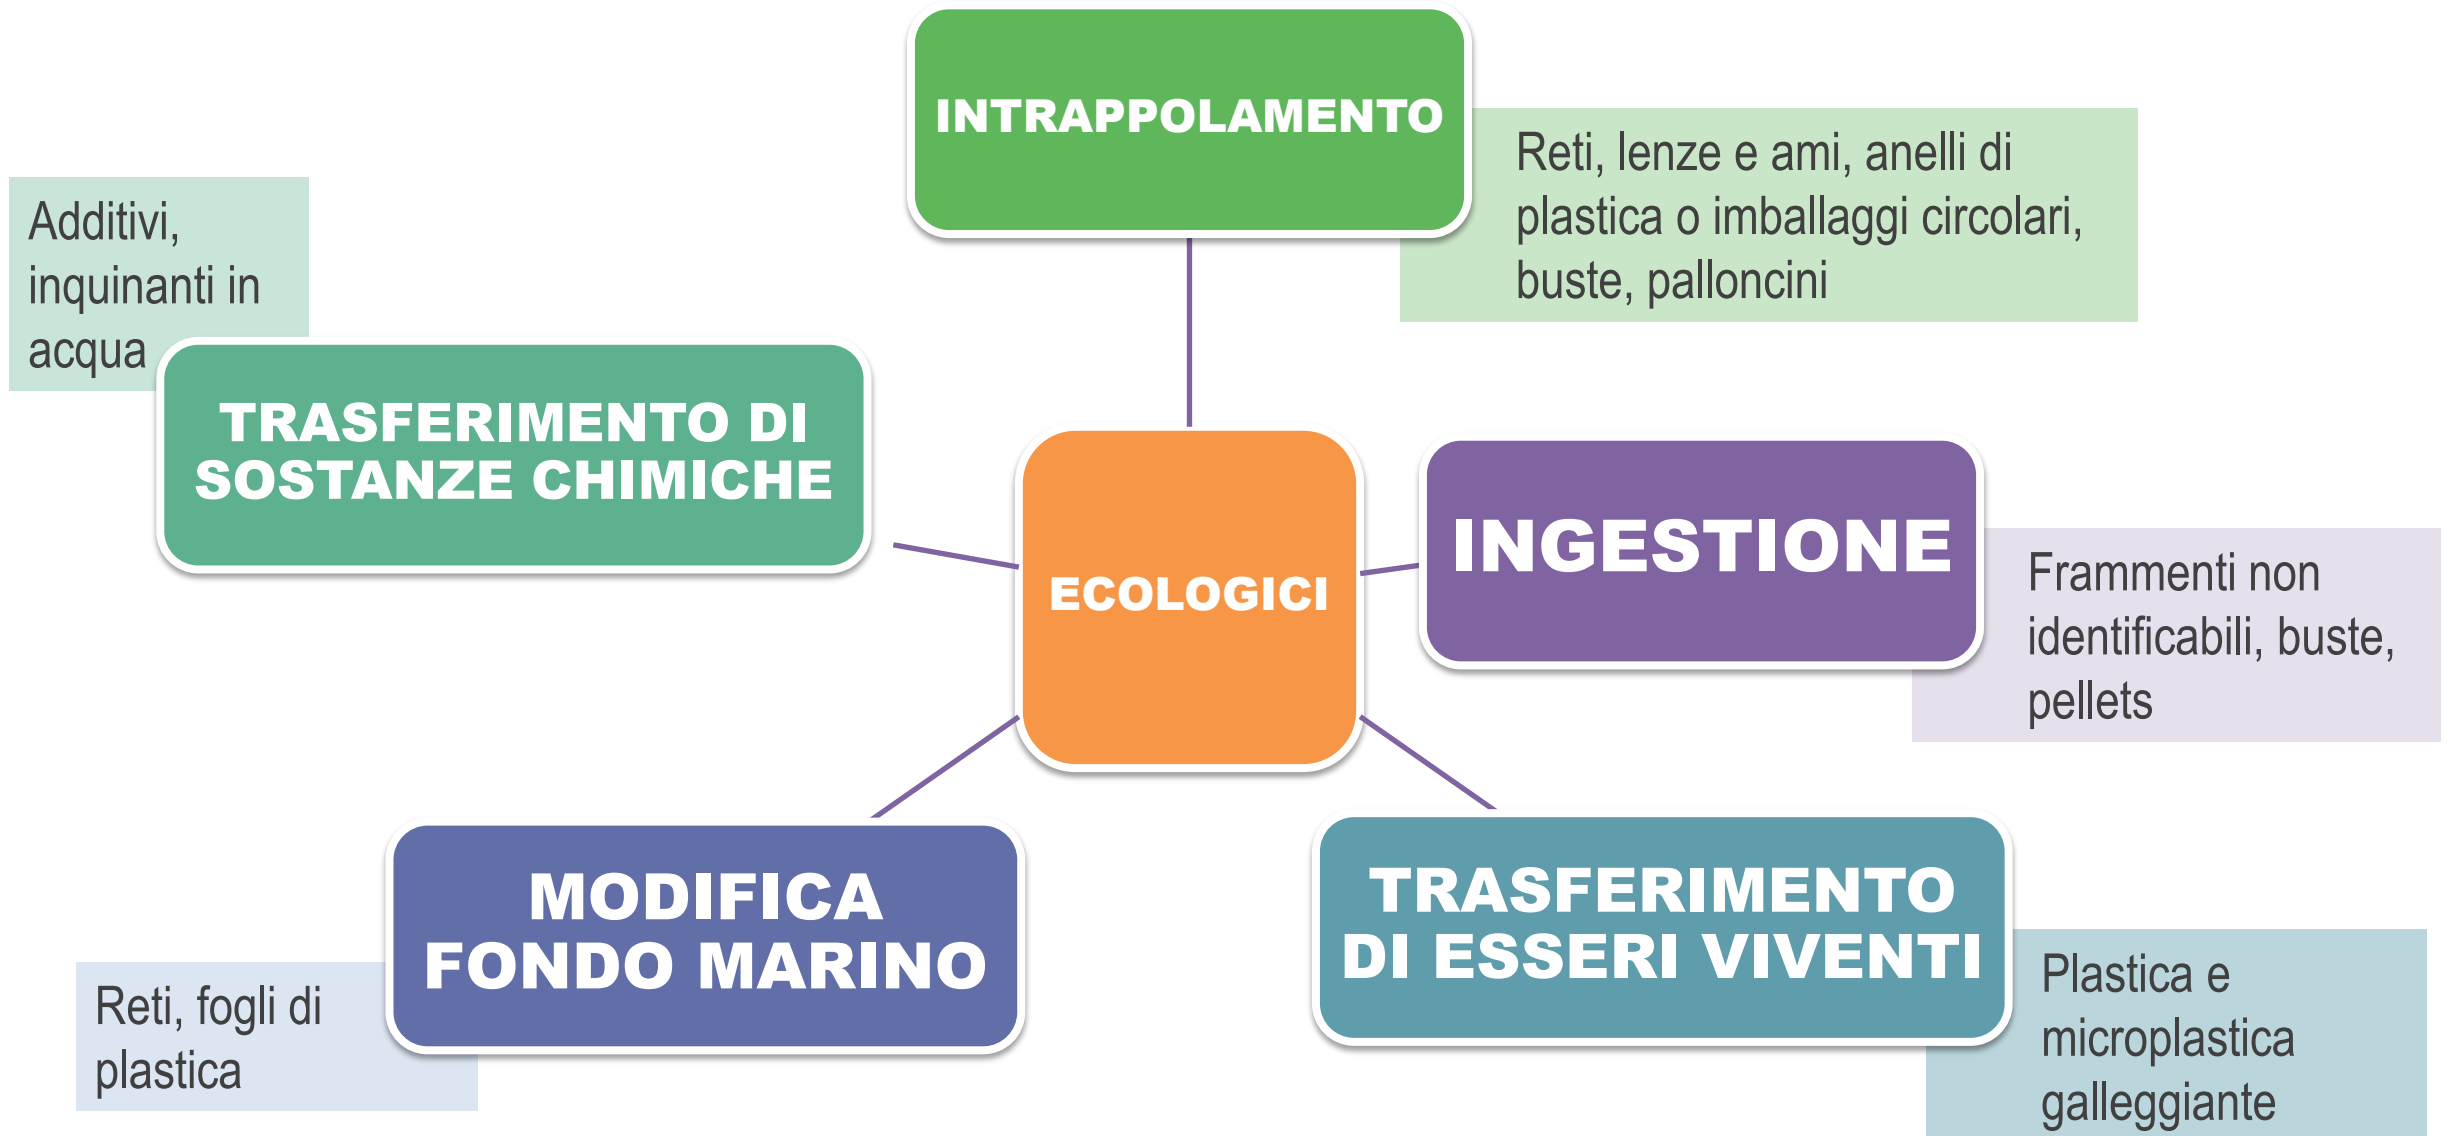 INTRAPPOLAMENTO
Reti, lenze e ami, anelli di
plastica o imballaggi circolari,
buste, palloncini
Additivi,
inquinanti in
acqua
TRASFERIMENTO DI
SOSTANZE CHIMICHE
ECOLOGICI
INGESTIONE
Frammenti non
identificabili, buste,
pellets
MODIFICA
FONDO MARINO
Reti, fogli di
plastica
TRASFERIMENTO
DI ESSERI VIVENTI
Plastica e
microplastica
galleggiante